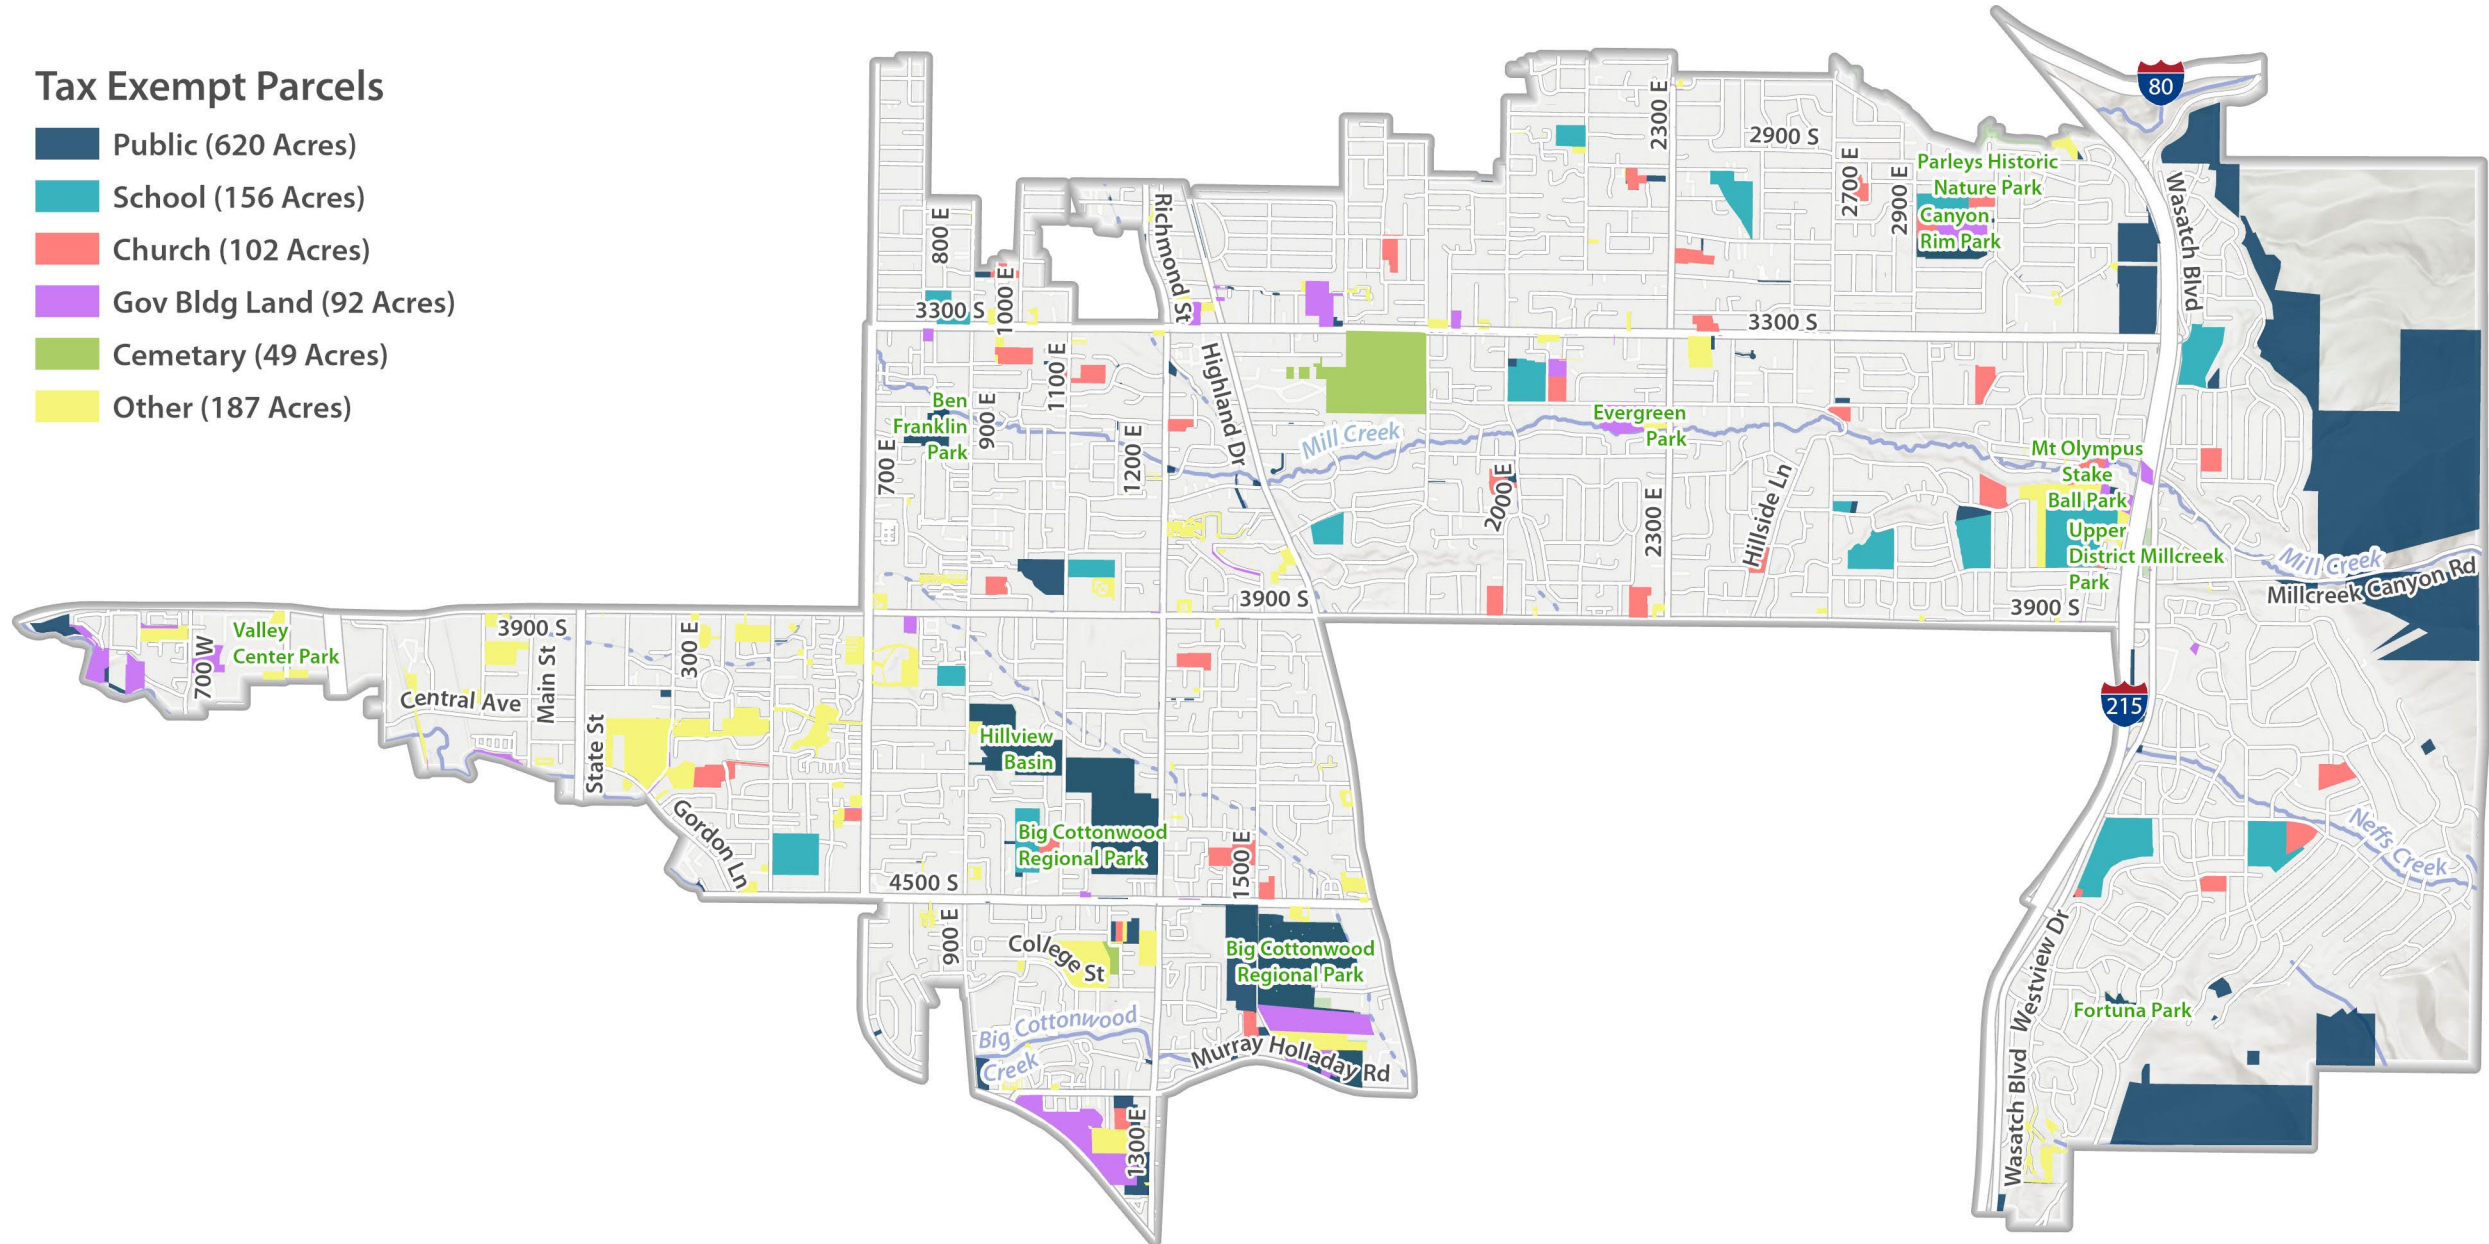 Tax Exempt Parcels
Public (620 Acres)
School (156 Acres)
Church (102 Acres)
Gov Bldg Land (92 Acres)
Cemetary (49 Acres)
Other (187 Acres)
80
2300 E
2900 S
2700 E
2900 E
Parleys Historic
Nature Park
Canyon
Rim Park
Wasatch Blvd
800 E
1000 E
Richmond St
3300 S
3300 S
1100 E
Highland Dr
Ben
Franklin
Park
900 E
700 E
1200 E
Mill Creek
Evergreen
Park
2000 E
2300 E
Hillside Ln
Mt Olympus
Stake
Ball Park
Upper
District Millcreek
Park
Mill Creek
Millcreek Canyon Rd
3900 S
3900 S
3900 S
Valley
Center Park
700 W
Main St
300 E
Central Ave
State St
Gordon Ln
Hillview
Basin
Big Cottonwood
Regional Park
1500 E
4500 S
900 E
College St
Big Cottonwood
Regional Park
Big Cottonwood
Creek
Murray Holladay Rd
1300 E
215
Neffs Creek
Westview Dr
Fortuna Park
Wasatch Blvd